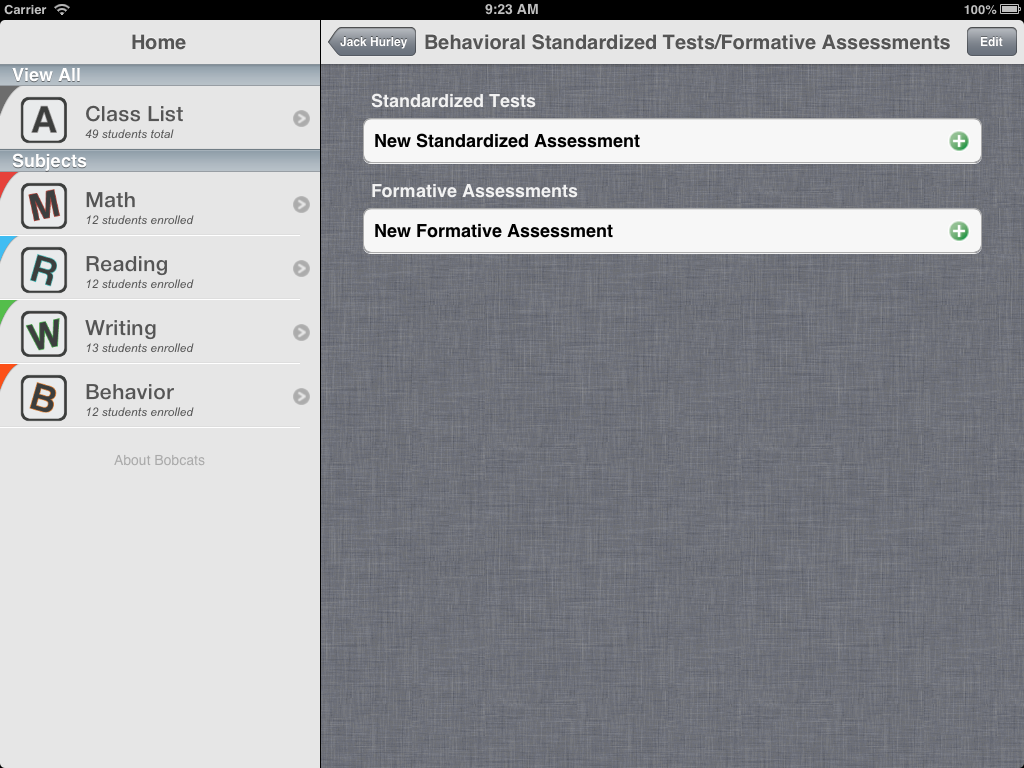 Carrier 9:23 AM 100%
Home
Jack Hurley Behavioral Standardized Tests/Formative Assessments Edit
View All
A Class List
49 students total
Subjects
M Math
12 students enrolled
R Reading
12 students enrolled
W Writing
13 students enrolled
B Behavior
12 students enrolled
About Bobcats
Standardized Tests
New Standardized Assessment
Formative Assessments
New Formative Assessment